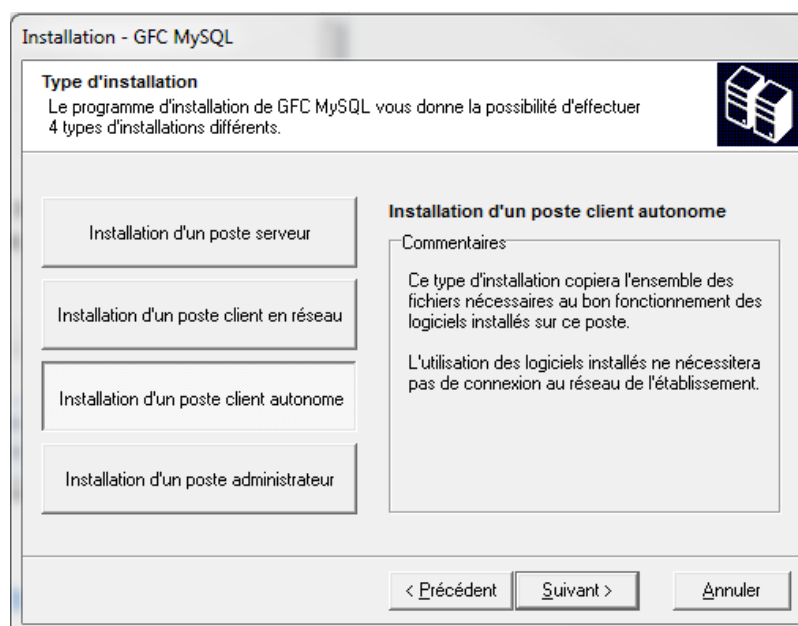 Installation - GFC MySQL
Type d'installation
Le programme d'installation de GFC MySQL vous donne la possibilité d'effectuer
4 types d'installations différents.
Installation d'un poste serveur
Installation d'un poste client en réseau
Installation d'un poste client autonome
Installation d'un poste administrateur
Installation d'un poste client autonome
Commentaires
Ce type d'installation copiera l'ensemble des
fichiers nécessaires au bon fonctionnement des
logiciels installés sur ce poste.
L'utilisation des logiciels installés ne nécessitera
pas de connexion au réseau de l'établissement.
< Précédent
Suivant >
Annuler